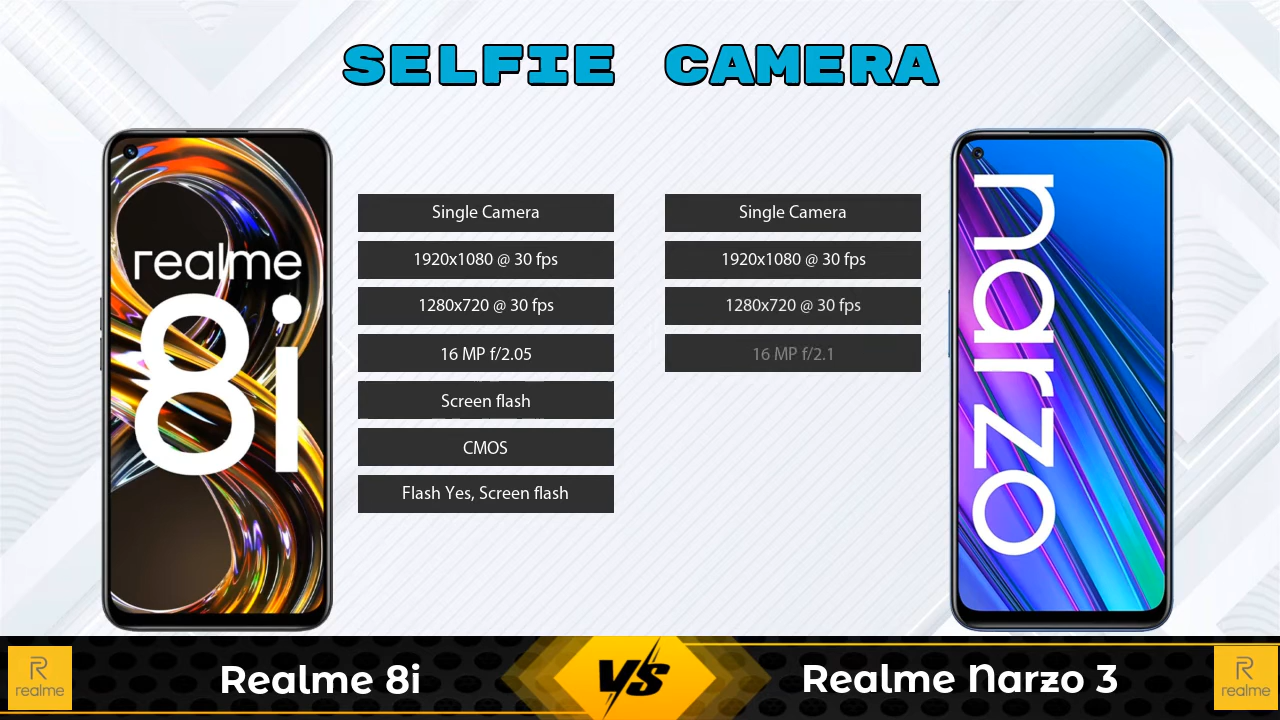 SELFIE CAMERA
realme
8i
Single Camera
1920x1080 @ 30 fps
1280x720 @ 30 fps
16 MP f/2.05
Screen flash
CMOS
Flash Yes, Screen flash
Single Camera
1920x1080 @ 30 fps
1280x720 @ 30 fps
16 MP f/2.1
narzo
R
realme
Realme 8i
VS
Realme Narzo 3
R
realme